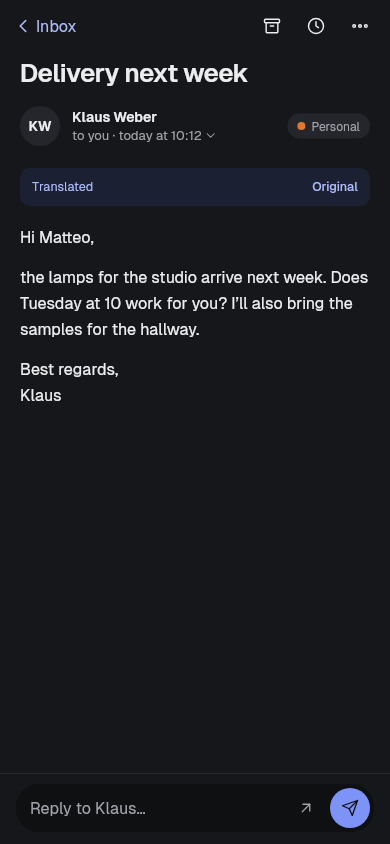 Inbox
Delivery next week
KW
Klaus Weber
to you · today at 10:12
Personal
Translated
Original
Hi Matteo,
the lamps for the studio arrive next week. Does
Tuesday at 10 work for you? I’ll also bring the
samples for the hallway.
Best regards,
Klaus
Reply to Klaus...